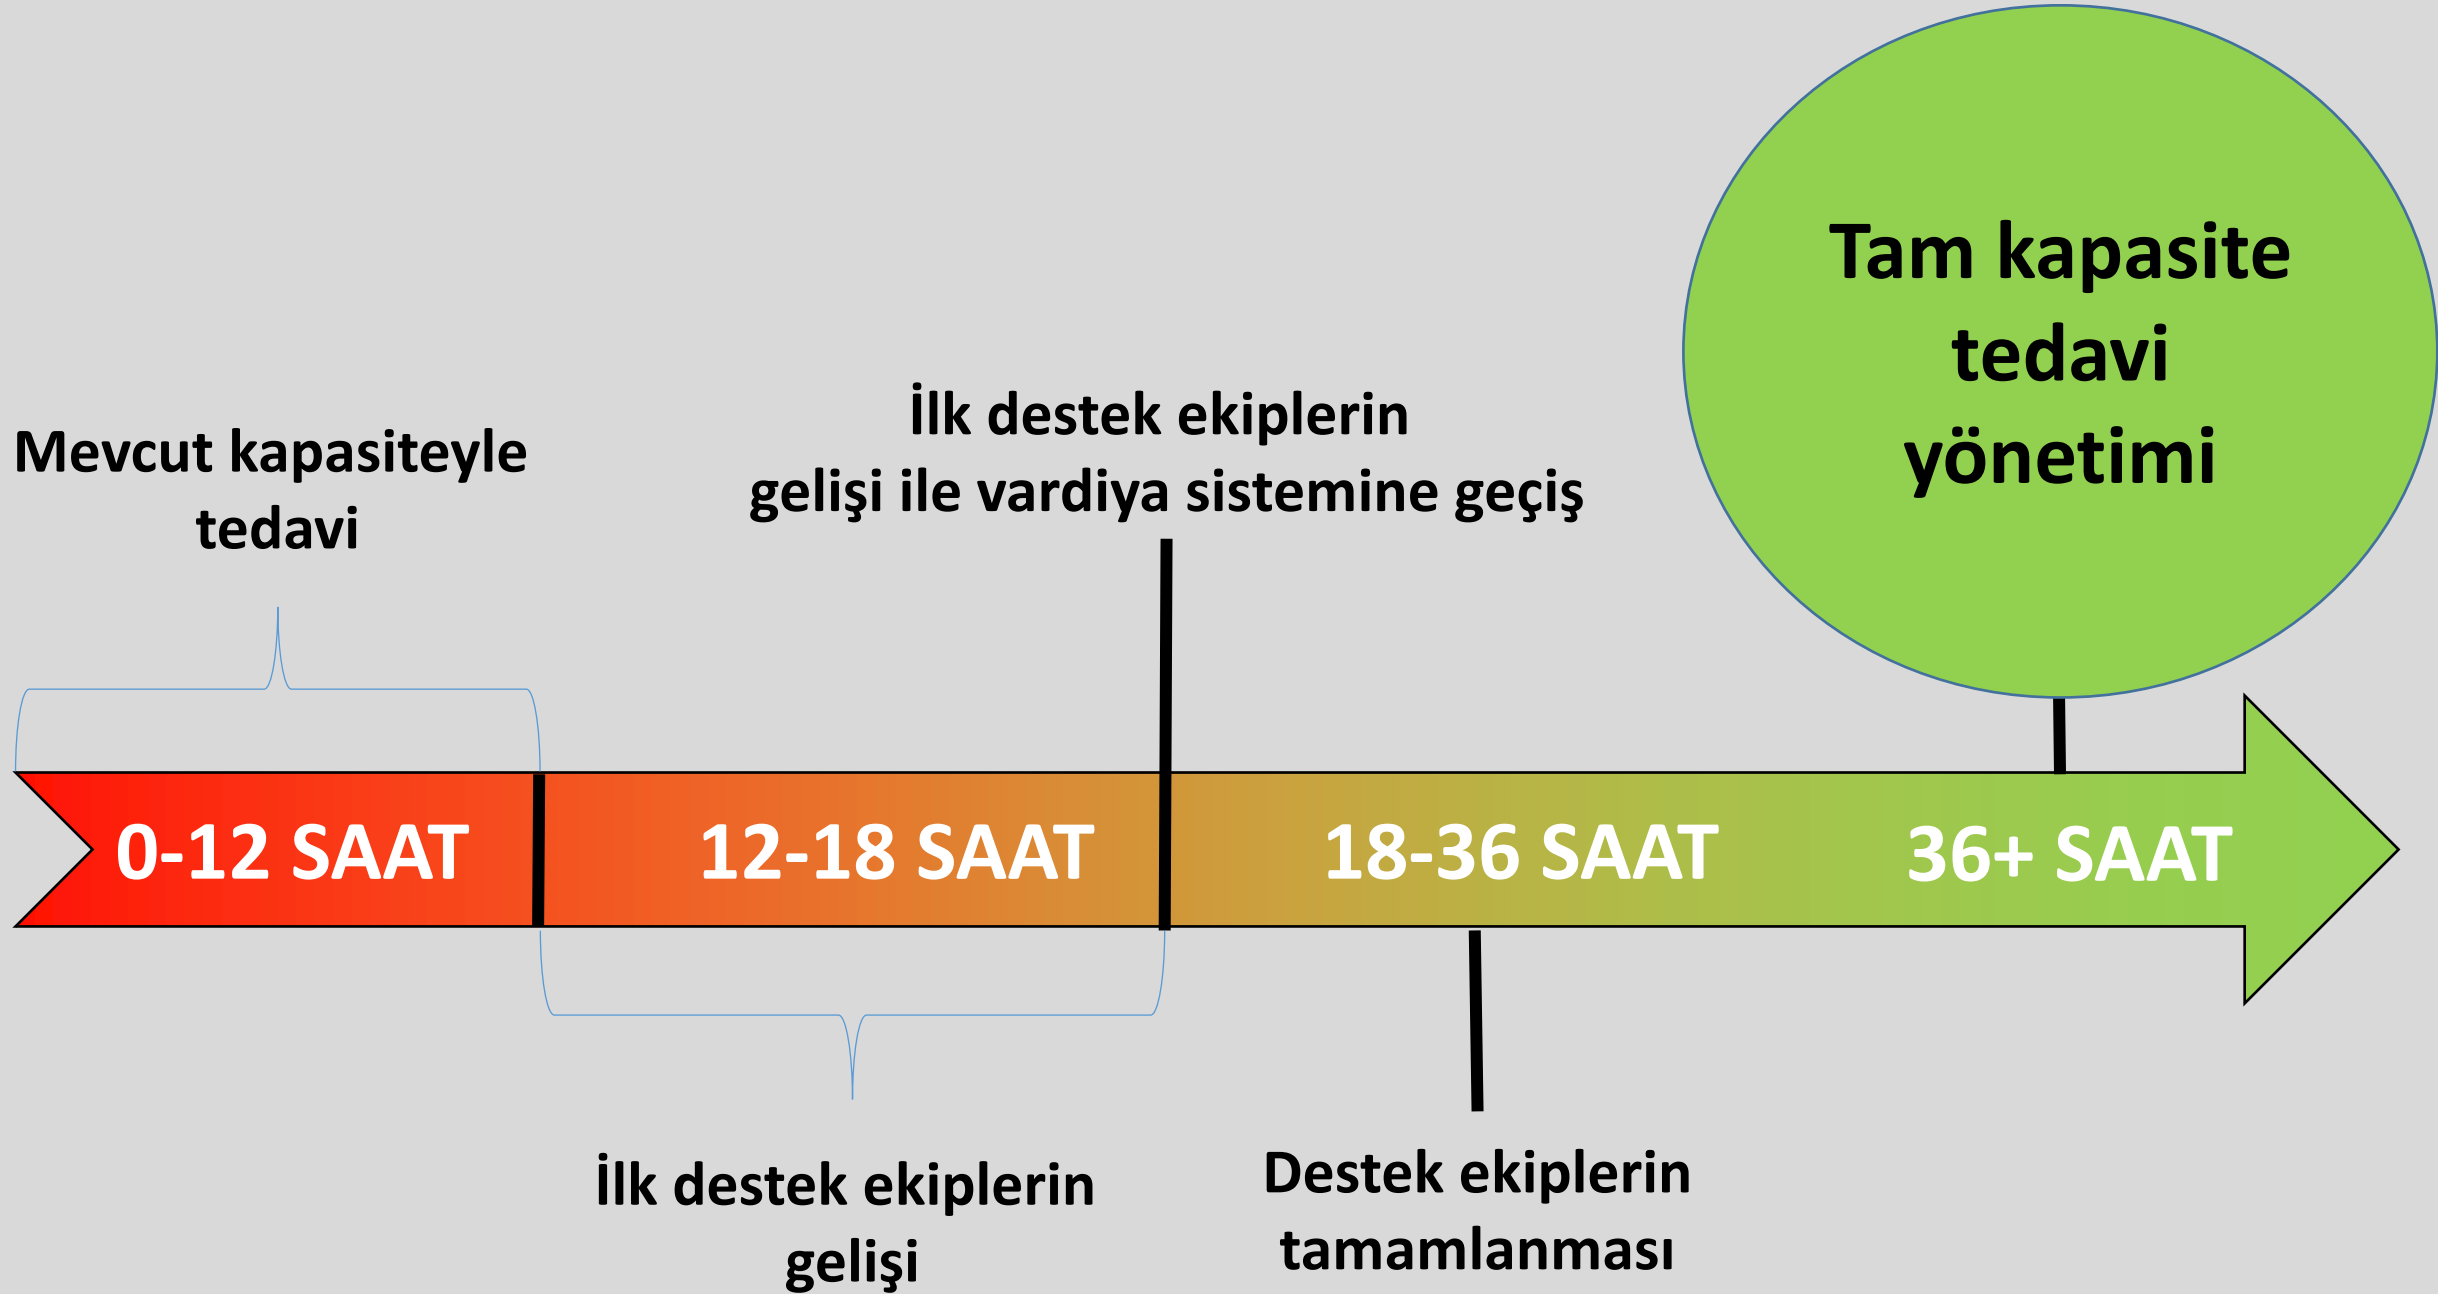 Tam kapasite
tedavi
yönetimi
İlk destek ekiplerin
gelişi ile vardiya sistemine geçiş
Mevcut kapasiteyle
tedavi
0-12 SAAT
12-18 SAAT
18-36 SAAT
36+ SAAT
İlk destek ekiplerin
gelişi
Destek ekiplerin
tamamlanması